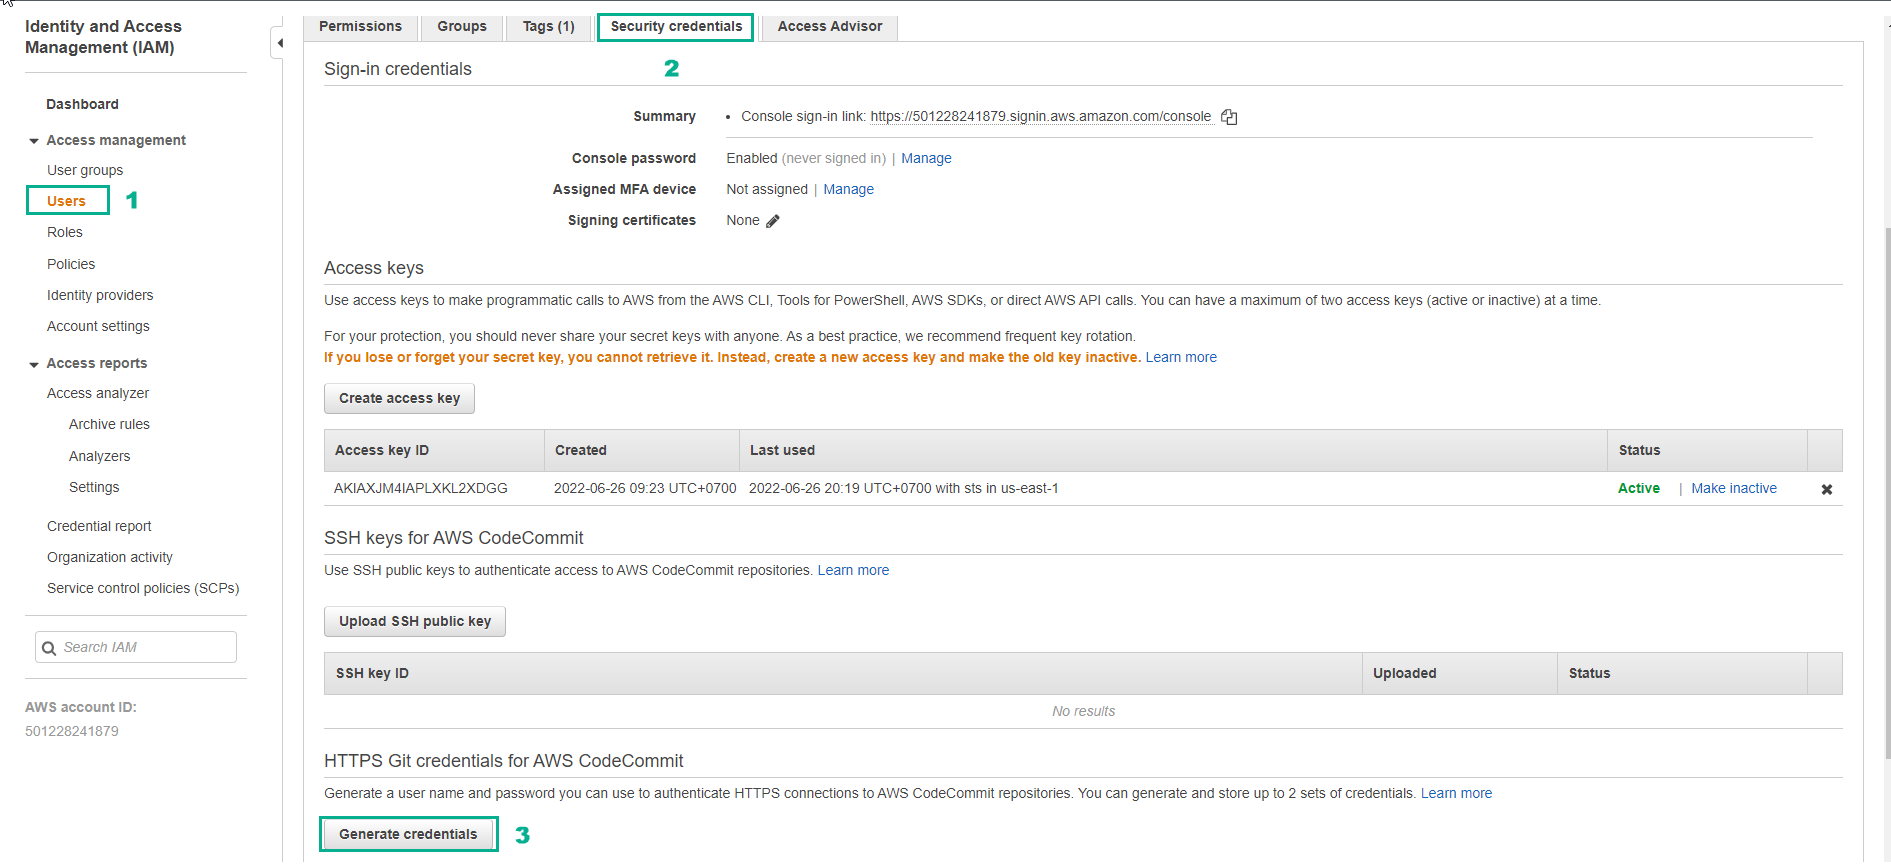 Identity and Access
Management (IAM)
Dashboard
Access management
User groups
Users 1
Roles
Policies
Identity providers
Account settings
Access reports
Access analyzer
Archive rules
Analyzers
Settings
Credential report
Organization activity
Service control policies (SCPs)
Search IAM
AWS account ID:
501228241879
Permissions Groups Tags (1) Security credentials Access Advisor
Sign-in credentials 2
Summary • Console sign-in link: https://501228241879.signin.aws.amazon.com/console
Console password Enabled (never signed in) | Manage
Assigned MFA device Not assigned | Manage
Signing certificates None
Access keys
Use access keys to make programmatic calls to AWS from the AWS CLI, Tools for PowerShell, AWS SDKs, or direct AWS API calls. You can have a maximum of two access keys (active or inactive) at a time.
For your protection, you should never share your secret keys with anyone. As a best practice, we recommend frequent key rotation.
If you lose or forget your secret key, you cannot retrieve it. Instead, create a new access key and make the old key inactive. Learn more
Create access key
Access key ID Created Last used Status
AKIAXJM4IAPLXKL2XDGG 2022-06-26 09:23 UTC+0700 2022-06-26 20:19 UTC+0700 with sts in us-east-1 Active | Make inactive
SSH keys for AWS CodeCommit
Use SSH public keys to authenticate access to AWS CodeCommit repositories. Learn more
Upload SSH public key
SSH key ID Uploaded Status
No results
HTTPS Git credentials for AWS CodeCommit
Generate a user name and password you can use to authenticate HTTPS connections to AWS CodeCommit repositories. You can generate and store up to 2 sets of credentials. Learn more
Generate credentials 3